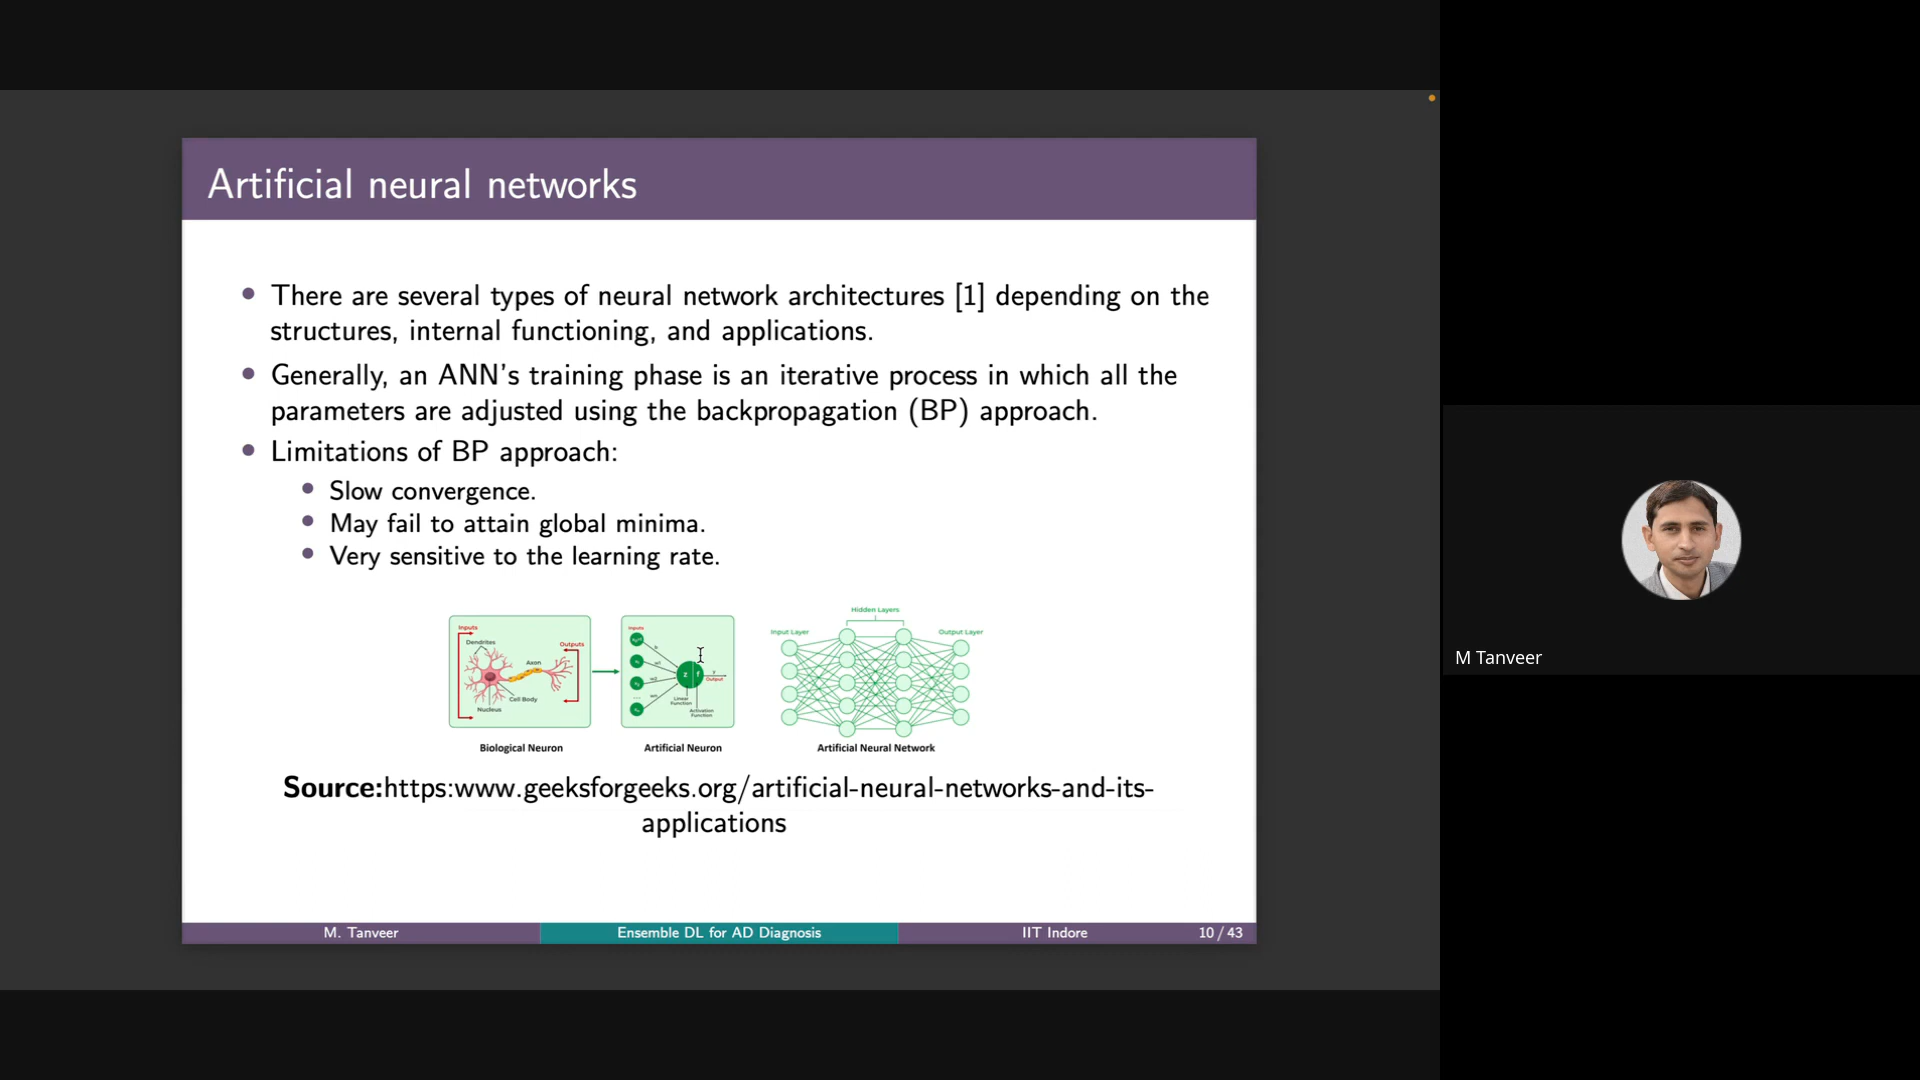 Artificial neural networks
There are several types of neural network architectures [1] depending on the
structures, internal functioning, and applications.
Generally, an ANN's training phase is an iterative process in which all the
parameters are adjusted using the backpropagation (BP) approach.
Limitations of BP approach:
Slow convergence.
May fail to attain global minima.
Very sensitive to the learning rate.
Inputs
Dendrites
Outputs
Axon
Cell Body
Nucleus
Biological Neuron
Inputs
Z f
y
Output
Linear
Function
Activation
Function
Artificial Neuron
Hidden Layers
Input Layer
Output Layer
Artificial Neural Network
Source:https:www.geeksforgeeks.org/artificial-neural-networks-and-its-
applications
M. Tanveer
Ensemble DL for AD Diagnosis
IIT Indore
10 / 43
M Tanveer